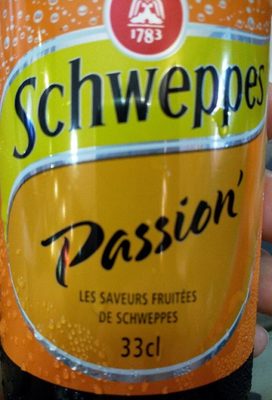 1783
Schweppes
Passion'
LES SAVEURS FRUITÉES
DE SCHWEPPES
33cl